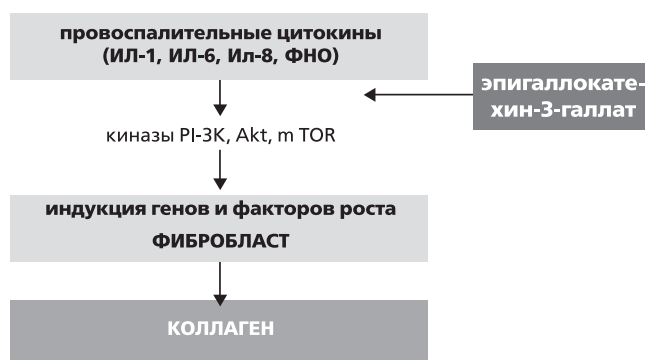 провоспалительные цитокины
(ИЛ-1, ИЛ-6, Ил-8, ФНО)
эпигаллокате-
хин-3-галлат
киназы PI-3K, Akt, m TOR
индукция генов и факторов роста
ФИБРОБЛАСТ
КОЛЛАГЕН